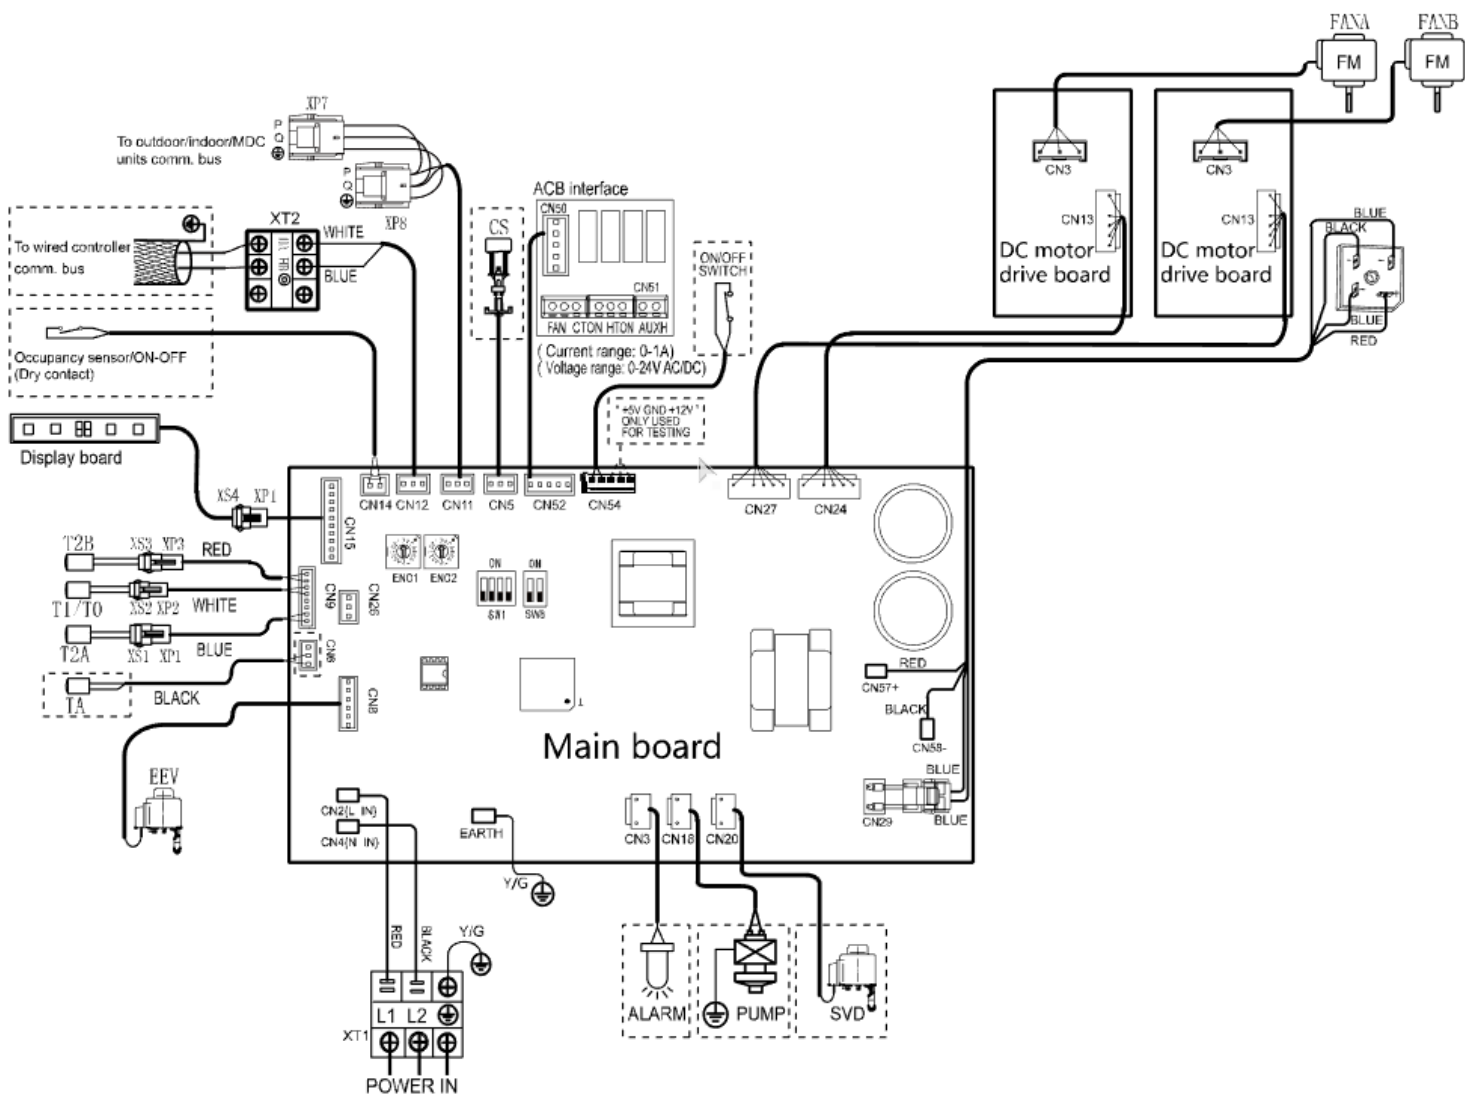 FANA
FANB
FM
FM
XP7
P
Q
To outdoor/indoor/MDC
units comm. bus
P
Q
XP8
CN3
CN3
CN13
CN13
DC motor
drive board
DC motor
drive board
BLUE
BLACK
BLUE
RED
ACB interface
CN50
CN51
FAN CTON HTON AUXH
( Current range: 0-1A)
( Voltage range: 0-24V AC/DC)
CS
ON/OFF
SWITCH
XT2
WHITE
BLUE
To wired controller
comm. bus
Occupancy sensor/ON-OFF
(Dry contact)
+5V GND +12V
ONLY USED
FOR TESTING
Display board
XS4 XP1
CN15
CN14
CN12
CN11
CN5
CN52
CN54
CN27
CN24
T2B
XS3 XP3
RED
T1/T0
XS2 XP2
WHITE
T2A
XS1 XP1
BLUE
TA
BLACK
CN9
CN26
CN6
CN8
ENC1
ENC2
ON
SW1
ON
SW8
1
Main board
RED
CN57+
BLACK
CN58-
BLUE
CN29
BLUE
EEV
CN2(L IN)
CN4(N IN)
EARTH
Y/G
CN3
CN18
CN20
RED
BLACK
Y/G
L1 L2
XT1
POWER IN
ALARM
PUMP
SVD